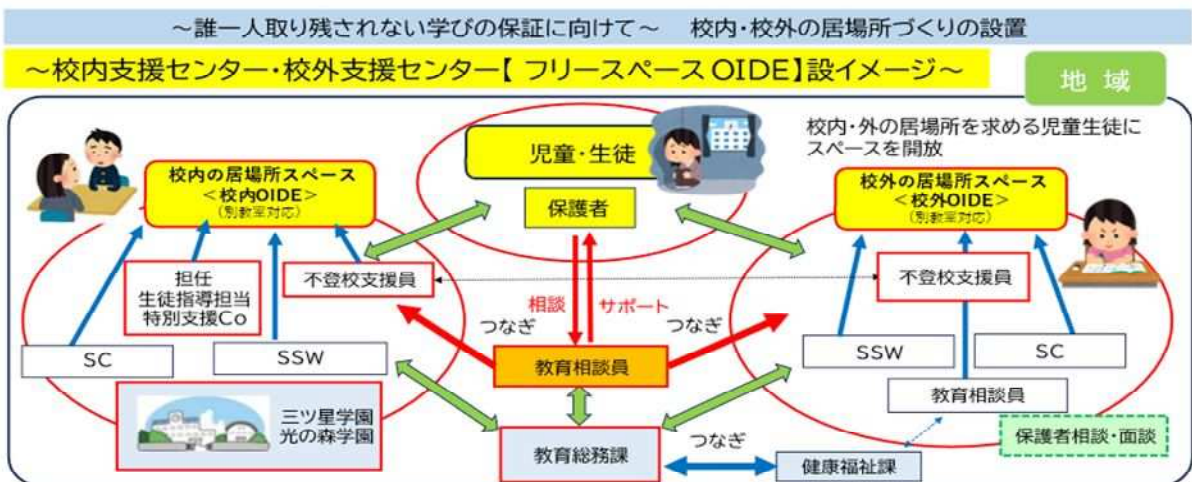 ～誰一人取り残されない学びの保証に向けて～　校内・校外の居場所づくりの設置
～校内支援センター・校外支援センター【 フリースペース OIDE】設イメージ～
地 域
児童・生徒
保護者
校内・外の居場所を求める児童生徒に
スペースを開放
校内の居場所スペース
＜校内OIDE＞
(別教室対応)
校外の居場所スペース
＜校外OIDE＞
(別教室対応)
担任
生徒指導担当
特別支援Co
不登校支援員
不登校支援員
相談
サポート
つなぎ
つなぎ
SC
SSW
教育相談員
SSW
SC
教育相談員
三ツ星学園
光の森学園
保護者相談・面談
教育総務課
つなぎ
健康福祉課